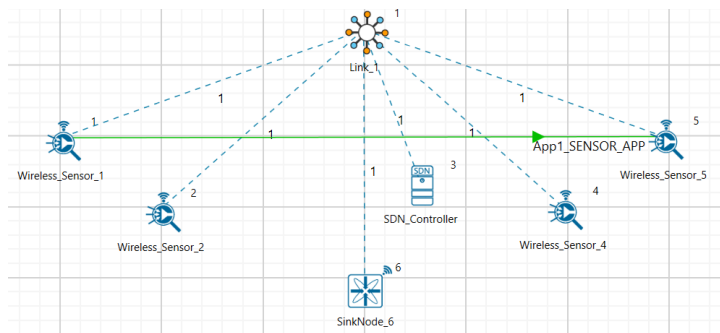 1
Link_1
1
1
1
5
1
1
1
App1_SENSOR_APP
Wireless_Sensor_1
1
SDN
3
Wireless_Sensor_5
2
4
SDN_Controller
Wireless_Sensor_2
Wireless_Sensor_4
6
SinkNode_6